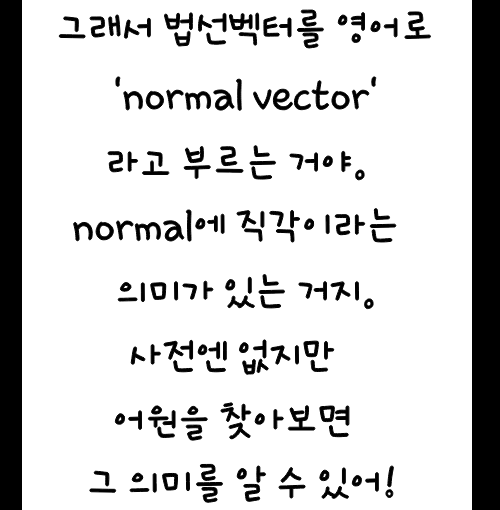 그래서 법선벡터를 영어로
'normal vector'
라고 부르는 거야。
normal에 직각이라는
의미가 있는 거지。
사전엔 없지만
어원을 찾아보면
그 의미를 알 수 있어!